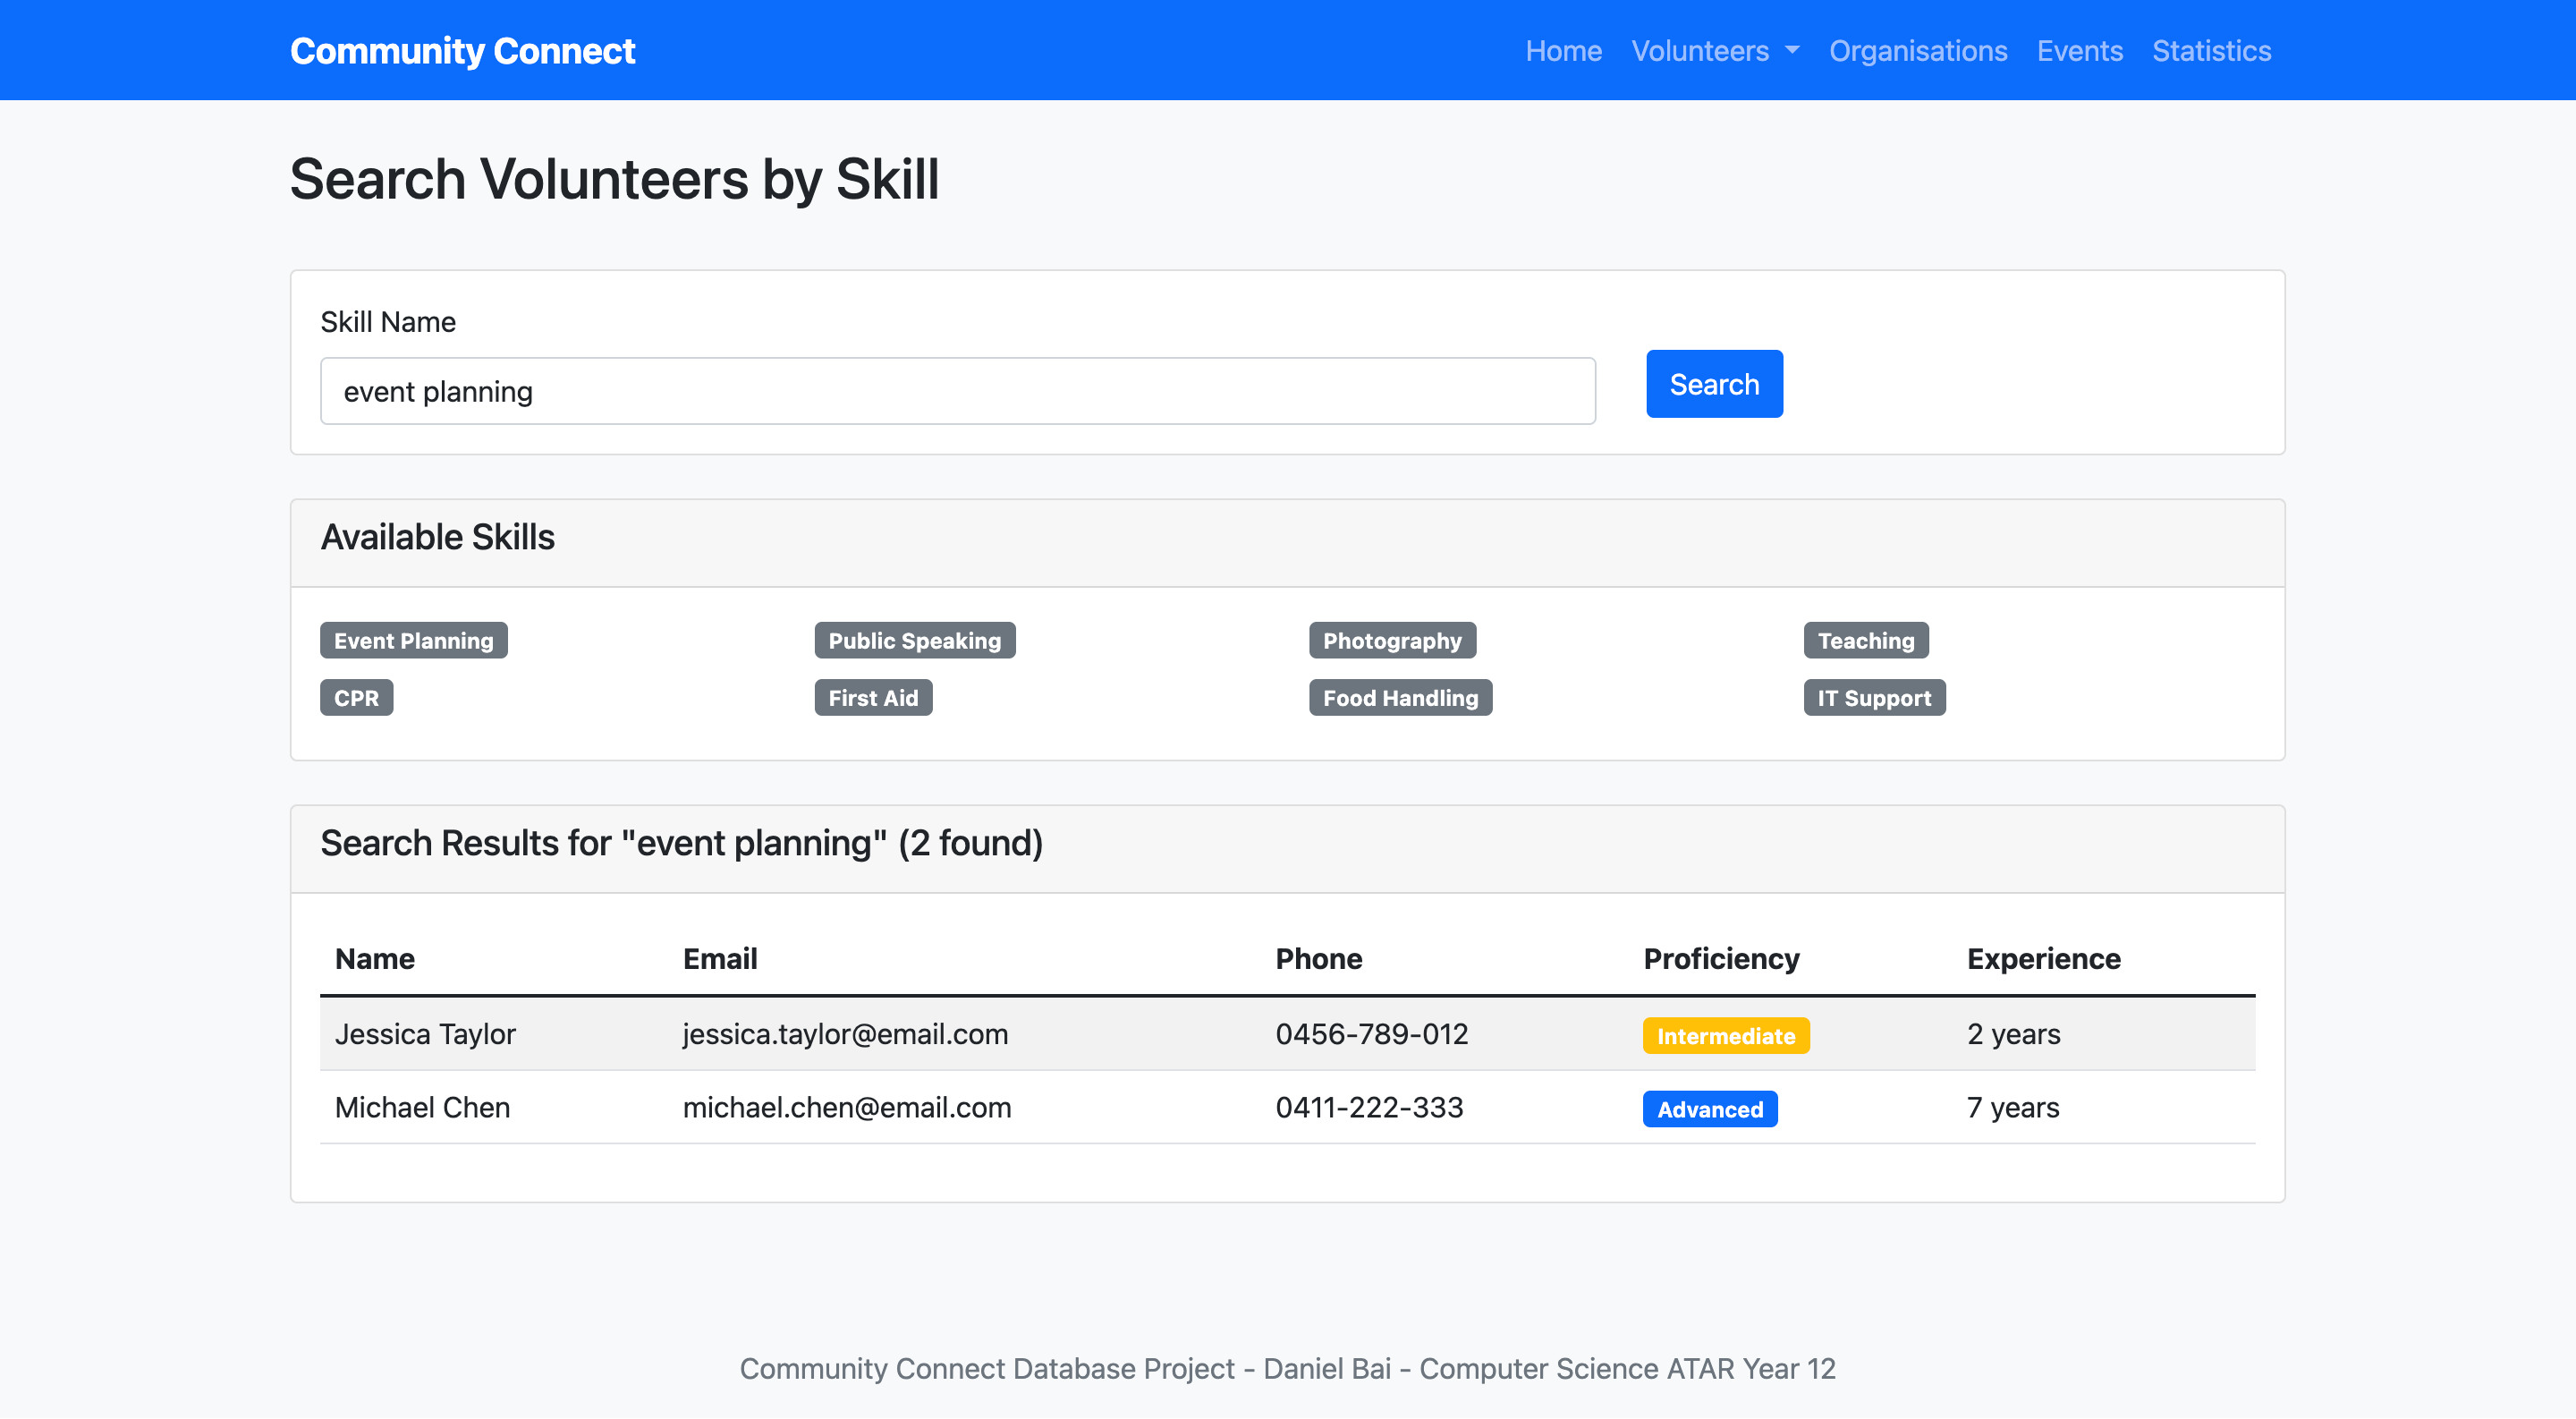 Community Connect Home Volunteers Organisations Events Statistics
Search Volunteers by Skill
Skill Name
event planning Search
Available Skills
Event Planning Public Speaking Photography Teaching
CPR First Aid Food Handling IT Support
Search Results for "event planning" (2 found)
Name Email Phone Proficiency Experience
Jessica Taylor jessica.taylor@email.com 0456-789-012 Intermediate 2 years
Michael Chen michael.chen@email.com 0411-222-333 Advanced 7 years
Community Connect Database Project - Daniel Bai - Computer Science ATAR Year 12